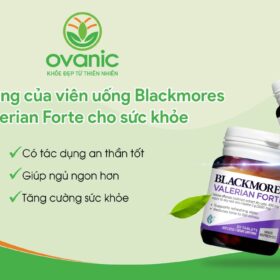 ovanic
KHỎE ĐẸP TỪ THIÊN NHIÊN
ng của viên uống Blackmores
lerian Forte cho sức khỏe
Có tác dụng an thần tốt
Giúp ngủ ngon hơn
Tăng cường sức khỏe
BLACKMORES
VALERIAN FORTE